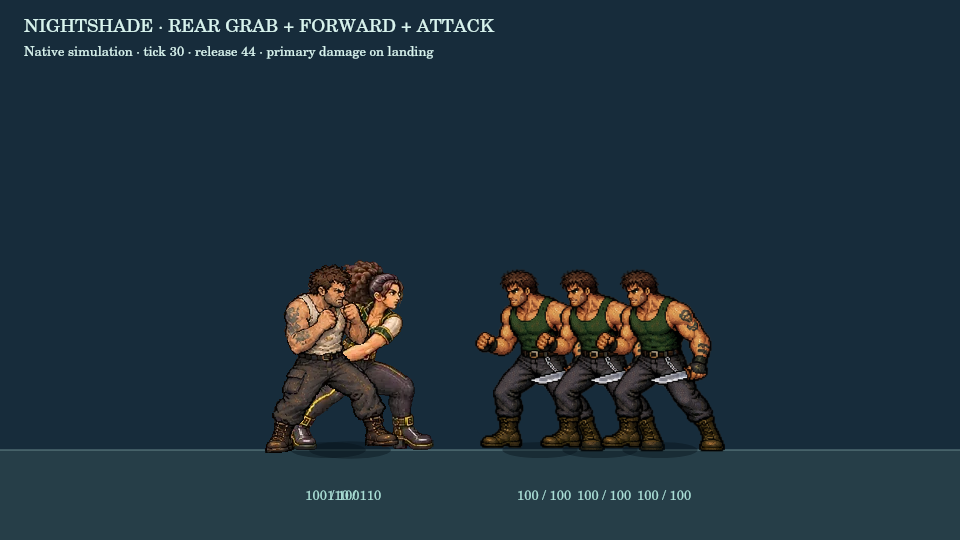 NIGHTSHADE · REAR GRAB + FORWARD + ATTACK
Native simulation · tick 30 · release 44 · primary damage on landing
100 / 100 100 / 100 100 / 100